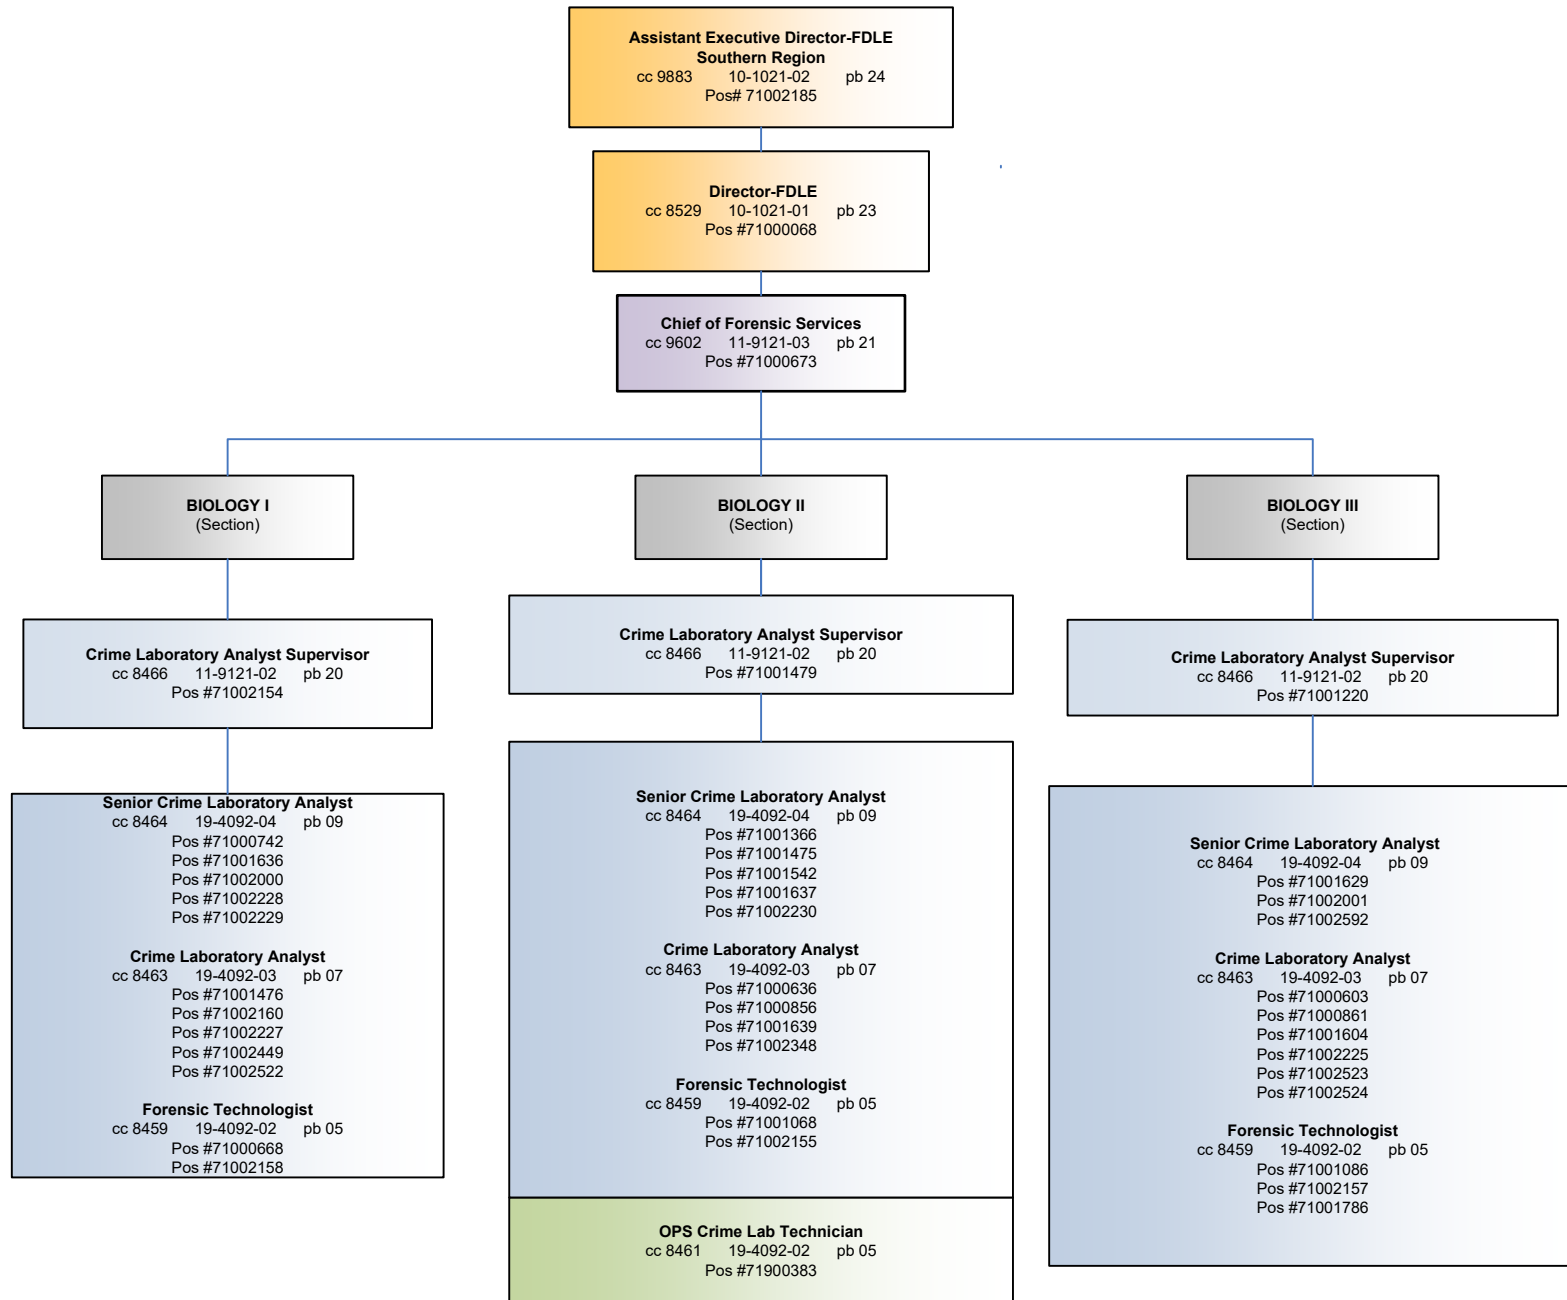 Assistant Executive Director-FDLE
Southern Region
cc 9883 10-1021-02 pb 24
Pos# 71002185
Director-FDLE
cc 8529 10-1021-01 pb 23
Pos #71000068
Chief of Forensic Services
cc 9602 11-9121-03 pb 21
Pos #71000673
BIOLOGY I
(Section)
Crime Laboratory Analyst Supervisor
cc 8466 11-9121-02 pb 20
Pos #71002154
Senior Crime Laboratory Analyst
cc 8464 19-4092-04 pb 09
Pos #71000742
Pos #71001636
Pos #71002000
Pos #71002228
Pos #71002229
Crime Laboratory Analyst
cc 8463 19-4092-03 pb 07
Pos #71001476
Pos #71002160
Pos #71002227
Pos #71002449
Pos #71002522
Forensic Technologist
cc 8459 19-4092-02 pb 05
Pos #71000668
Pos #71002158
BIOLOGY II
(Section)
Crime Laboratory Analyst Supervisor
cc 8466 11-9121-02 pb 20
Pos #71001479
Senior Crime Laboratory Analyst
cc 8464 19-4092-04 pb 09
Pos #71001366
Pos #71001475
Pos #71001542
Pos #71001637
Pos #71002230
Crime Laboratory Analyst
cc 8463 19-4092-03 pb 07
Pos #71000636
Pos #71000856
Pos #71001639
Pos #71002348
Forensic Technologist
cc 8459 19-4092-02 pb 05
Pos #71001068
Pos #71002155
OPS Crime Lab Technician
cc 8461 19-4092-02 pb 05
Pos #71900383
BIOLOGY III
(Section)
Crime Laboratory Analyst Supervisor
cc 8466 11-9121-02 pb 20
Pos #71001220
Senior Crime Laboratory Analyst
cc 8464 19-4092-04 pb 09
Pos #71001629
Pos #71002001
Pos #71002592
Crime Laboratory Analyst
cc 8463 19-4092-03 pb 07
Pos #71000603
Pos #71000861
Pos #71001604
Pos #71002225
Pos #71002523
Pos #71002524
Forensic Technologist
cc 8459 19-4092-02 pb 05
Pos #71001086
Pos #71002157
Pos #71001786